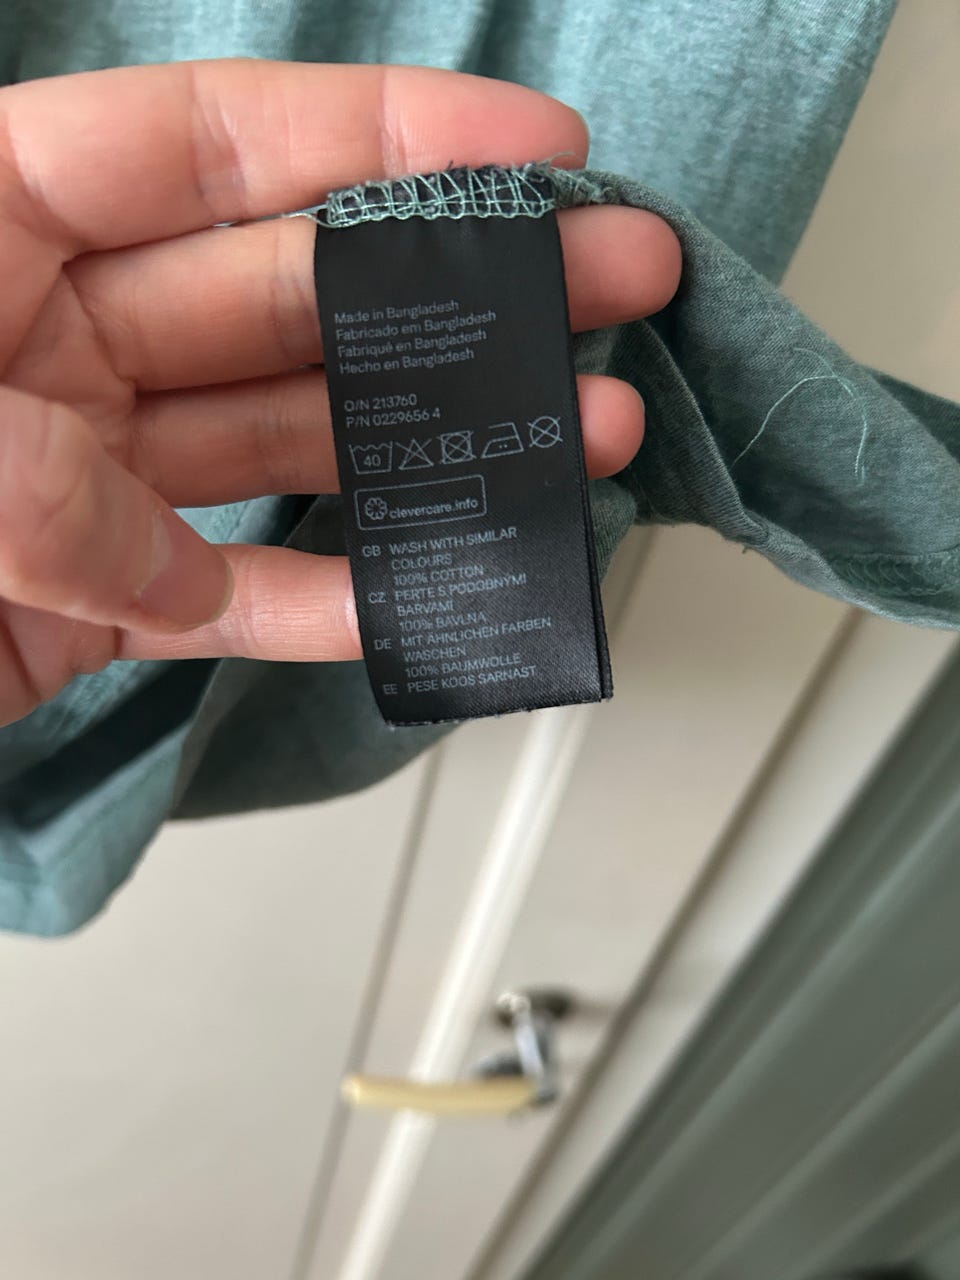 Made in Bangladesh
Fabricado em Bangladesh
Fabriqué en Bangladesh
Hecho en Bangladesh
O/N 213760
P/N 0229656 4
40
clevercare.info
GB WASH WITH SIMILAR
COLOURS
100% COTTON
CZ PERTE S PODOBNÝMI
BARVAMI
100% BAVLNA
DE MIT ÄHNLICHEN FARBEN
WASCHEN
100% BAUMWOLLE
EE PESE KOOS SARNAST